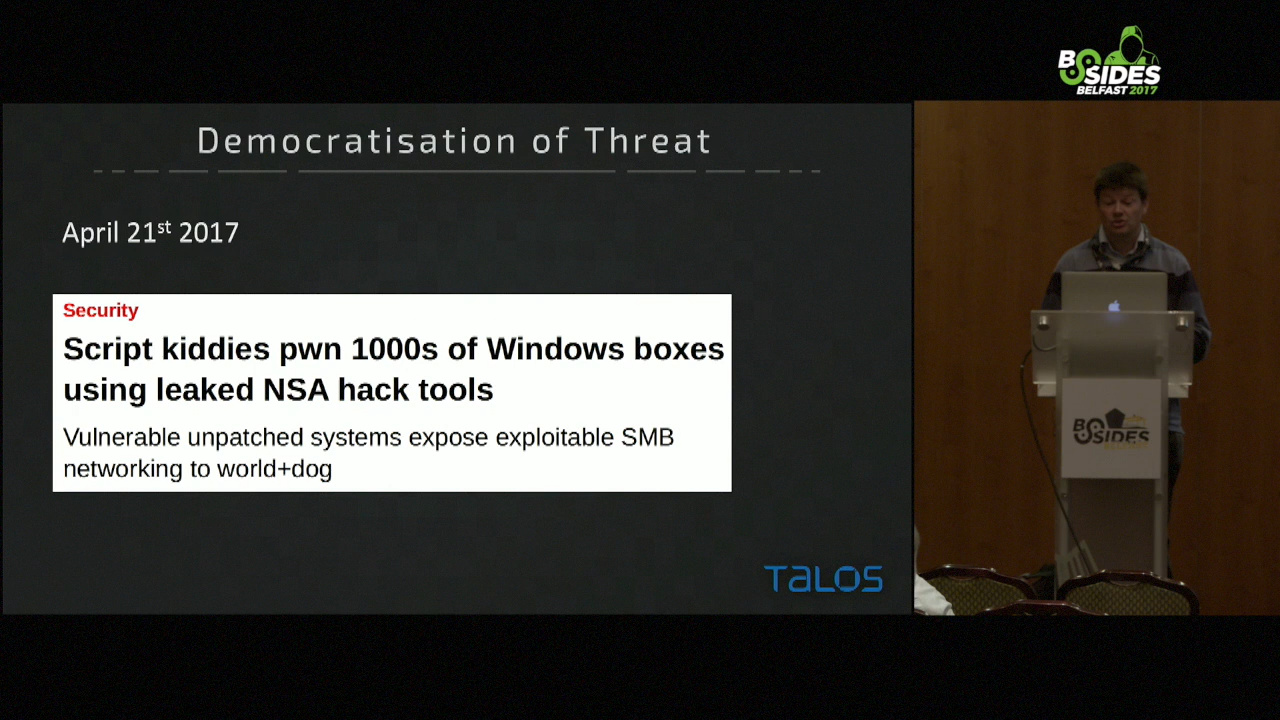 BSIDES
BELFAST 2017
Democratisation of Threat
April 21st 2017
Security
Script kiddies pwn 1000s of Windows boxes
using leaked NSA hack tools
Vulnerable unpatched systems expose exploitable SMB
networking to world+dog
TALOS
BSIDES
BELFAST